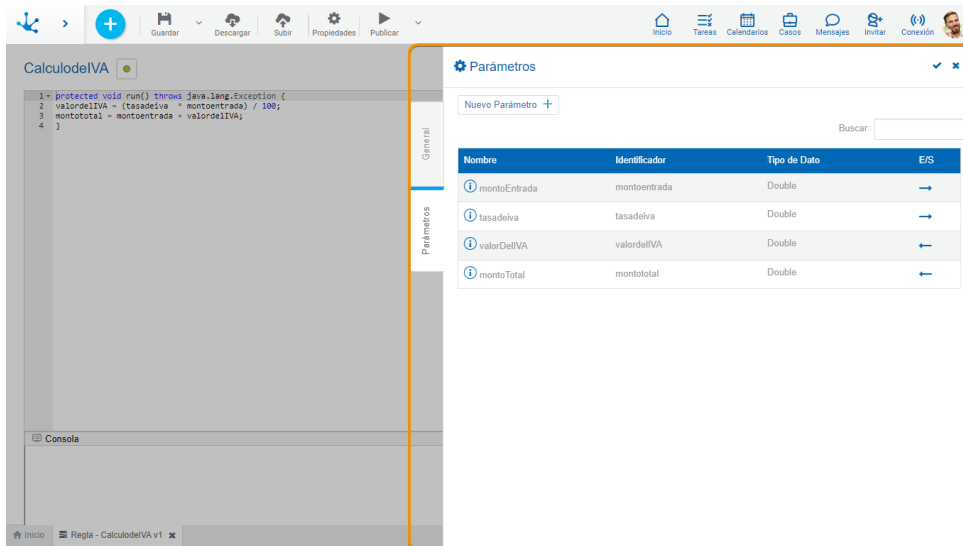 Guardar
Descargar
Subir
Propiedades
Publicar
Inicio
Tareas
Calendarios
Casos
Mensajes
Invitar
Conexión
CalculodeIVA
1 protected void run() throws java.lang.Exception {
2 valordelIVA = (tasadeiva * montoentrada) / 100;
3 montototal = montoentrada + valordelIVA;
4 }
General
Parámetros
Parámetros
Nuevo Parámetro +
Buscar:
Nombre Identificador Tipo de Dato E/S
montoEntrada montoentrada Double →
tasadeiva tasadeiva Double →
valorDelIVA valordelIVA Double ←
montoTotal montototal Double ←
Consola
Inicio
Regla - CalculodeIVA v1